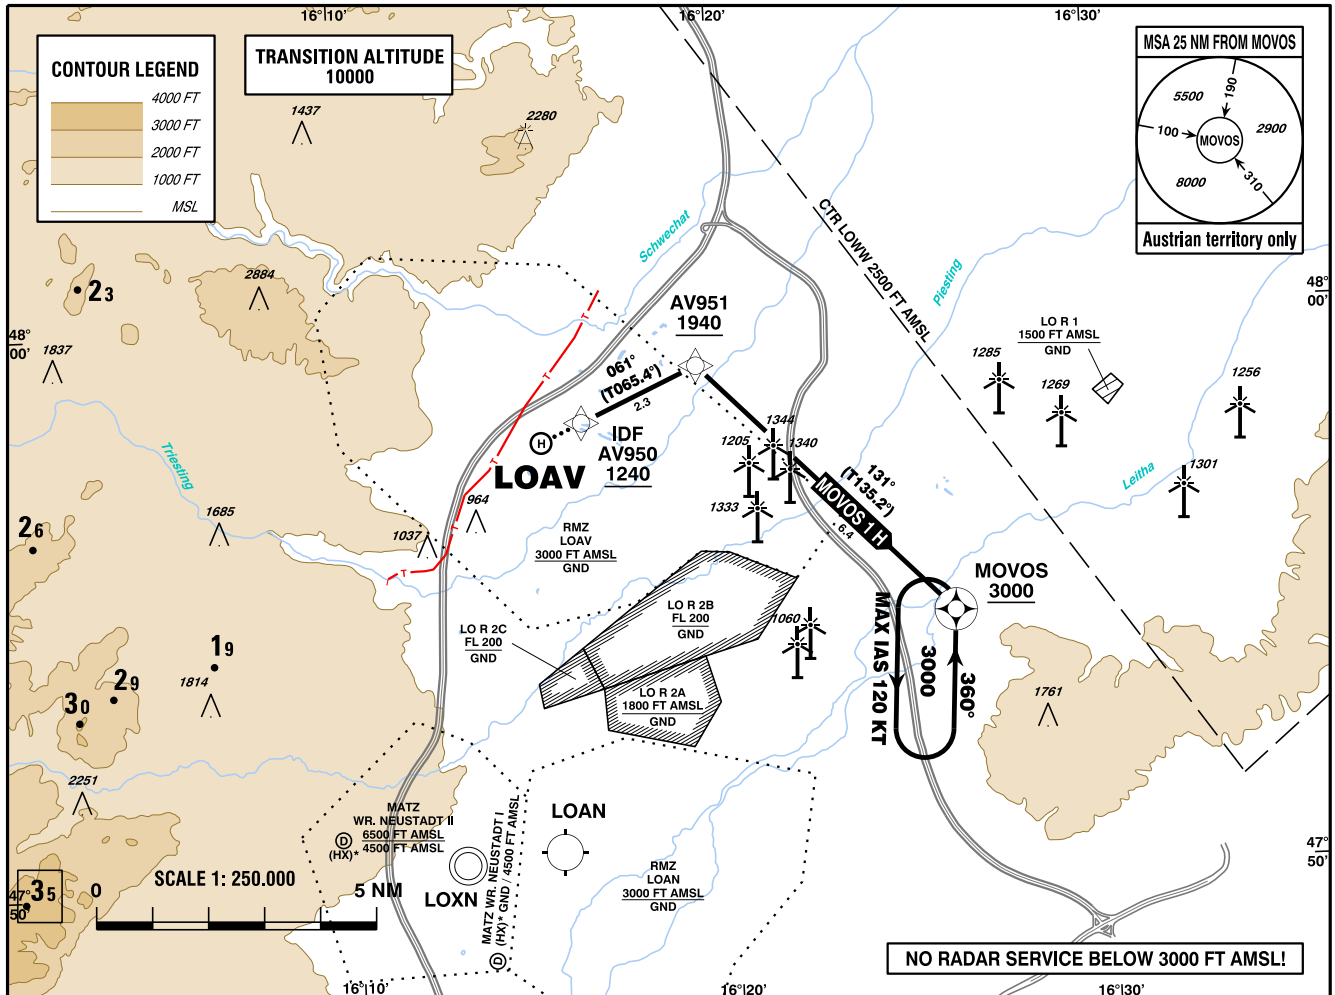 16°10'
16°20'
16°30'
CONTOUR LEGEND
4000 FT
3000 FT
2000 FT
1000 FT
MSL
TRANSITION ALTITUDE
10000
1437
2280
MSA 25 NM FROM MOVOS
5500
190
100
2900
MOVOS
310
8000
Austrian territory only
Schwechat
CTR LOWW 2500 FT AMSL
Piesting
2884
23
48°
00'
48°
00'
1837
AV951
1940
LO R 1
1500 FT AMSL
GND
1285
1269
1256
061°
(T065.4°)
2.3
T
T
T
T
T
H
IDF
AV950
1240
LOAV
1344
1205
1340
1333
131°
(T135.2°)
MOVOS 1 H
6.4
Leitha
1301
Triesting
964
1685
1037
26
RMZ
LOAV
3000 FT AMSL
GND
MOVOS
3000
LO R 2B
FL 200
GND
LO R 2C
FL 200
GND
1060
MAX IAS 120 KT
3000
360°
19
1814
29
30
LO R 2A
1800 FT AMSL
GND
1761
2251
MATZ
WR. NEUSTADT II
6500 FT AMSL
4500 FT AMSL
D
(HX)*
LOAN
MATZ WR. NEUSTADT I
(HX)* GND / 4500 FT AMSL
D
RMZ
LOAN
3000 FT AMSL
GND
47°
50'
35
47°
50'
SCALE 1: 250.000
0
5 NM
LOXN
NO RADAR SERVICE BELOW 3000 FT AMSL!
16°10'
16°20'
16°30'